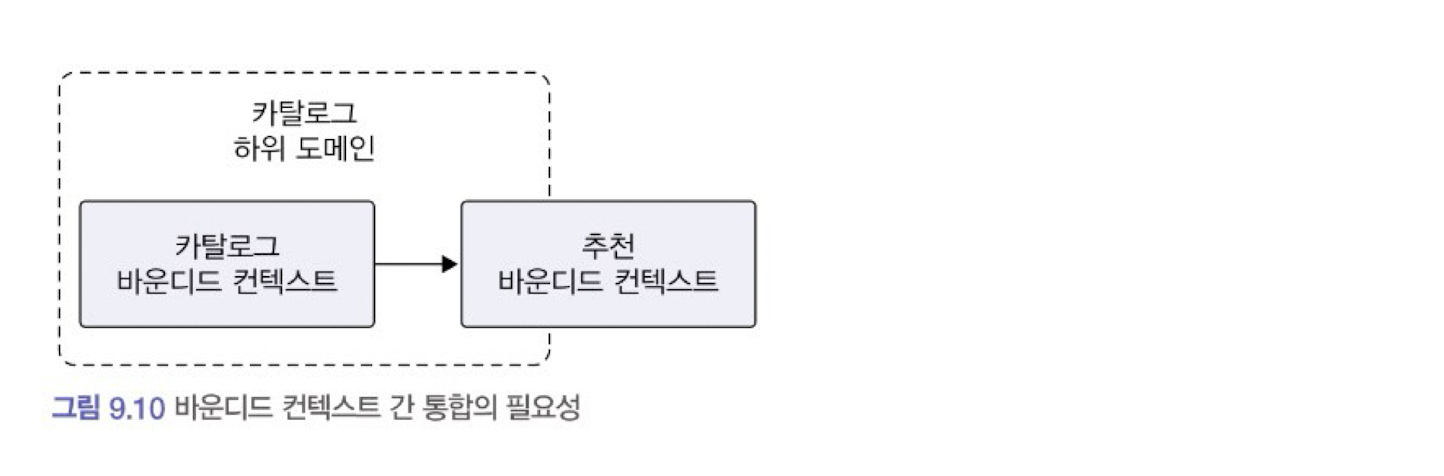 카탈로그
하위 도메인
카탈로그
바운디드 컨텍스트
추천
바운디드 컨텍스트
그림 9.10 바운디드 컨텍스트 간 통합의 필요성